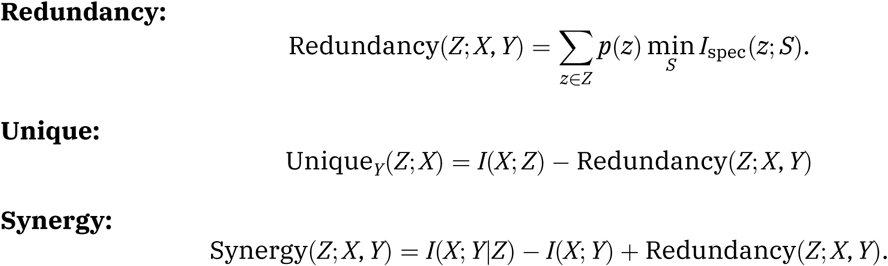 Redundancy:
Redundancy(Z; X, Y) = ∑_{z∈Z} p(z) min_S I_spec(z; S).
Unique:
Unique_Y(Z; X) = I(X; Z) − Redundancy(Z; X, Y)
Synergy:
Synergy(Z; X, Y) = I(X; Y|Z) − I(X; Y) + Redundancy(Z; X, Y).